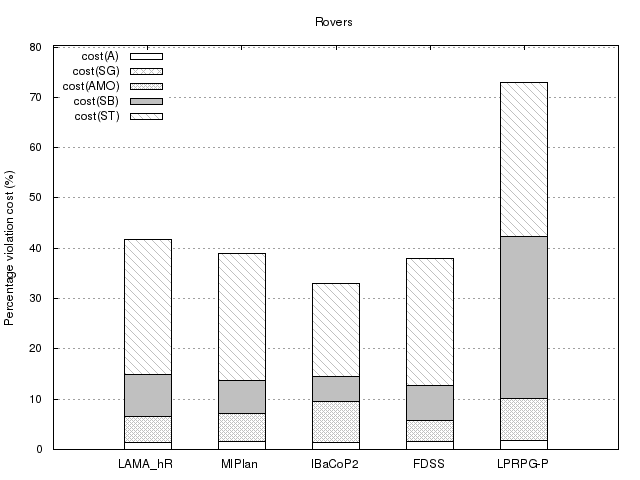 Rovers
80
70
60
50
40
30
20
10
0
Percentage violation cost (%)
cost(A)
cost(SG)
cost(AMO)
cost(SB)
cost(ST)
LAMA_hR MIPlan IBaCoP2 FDSS LPRPG-P